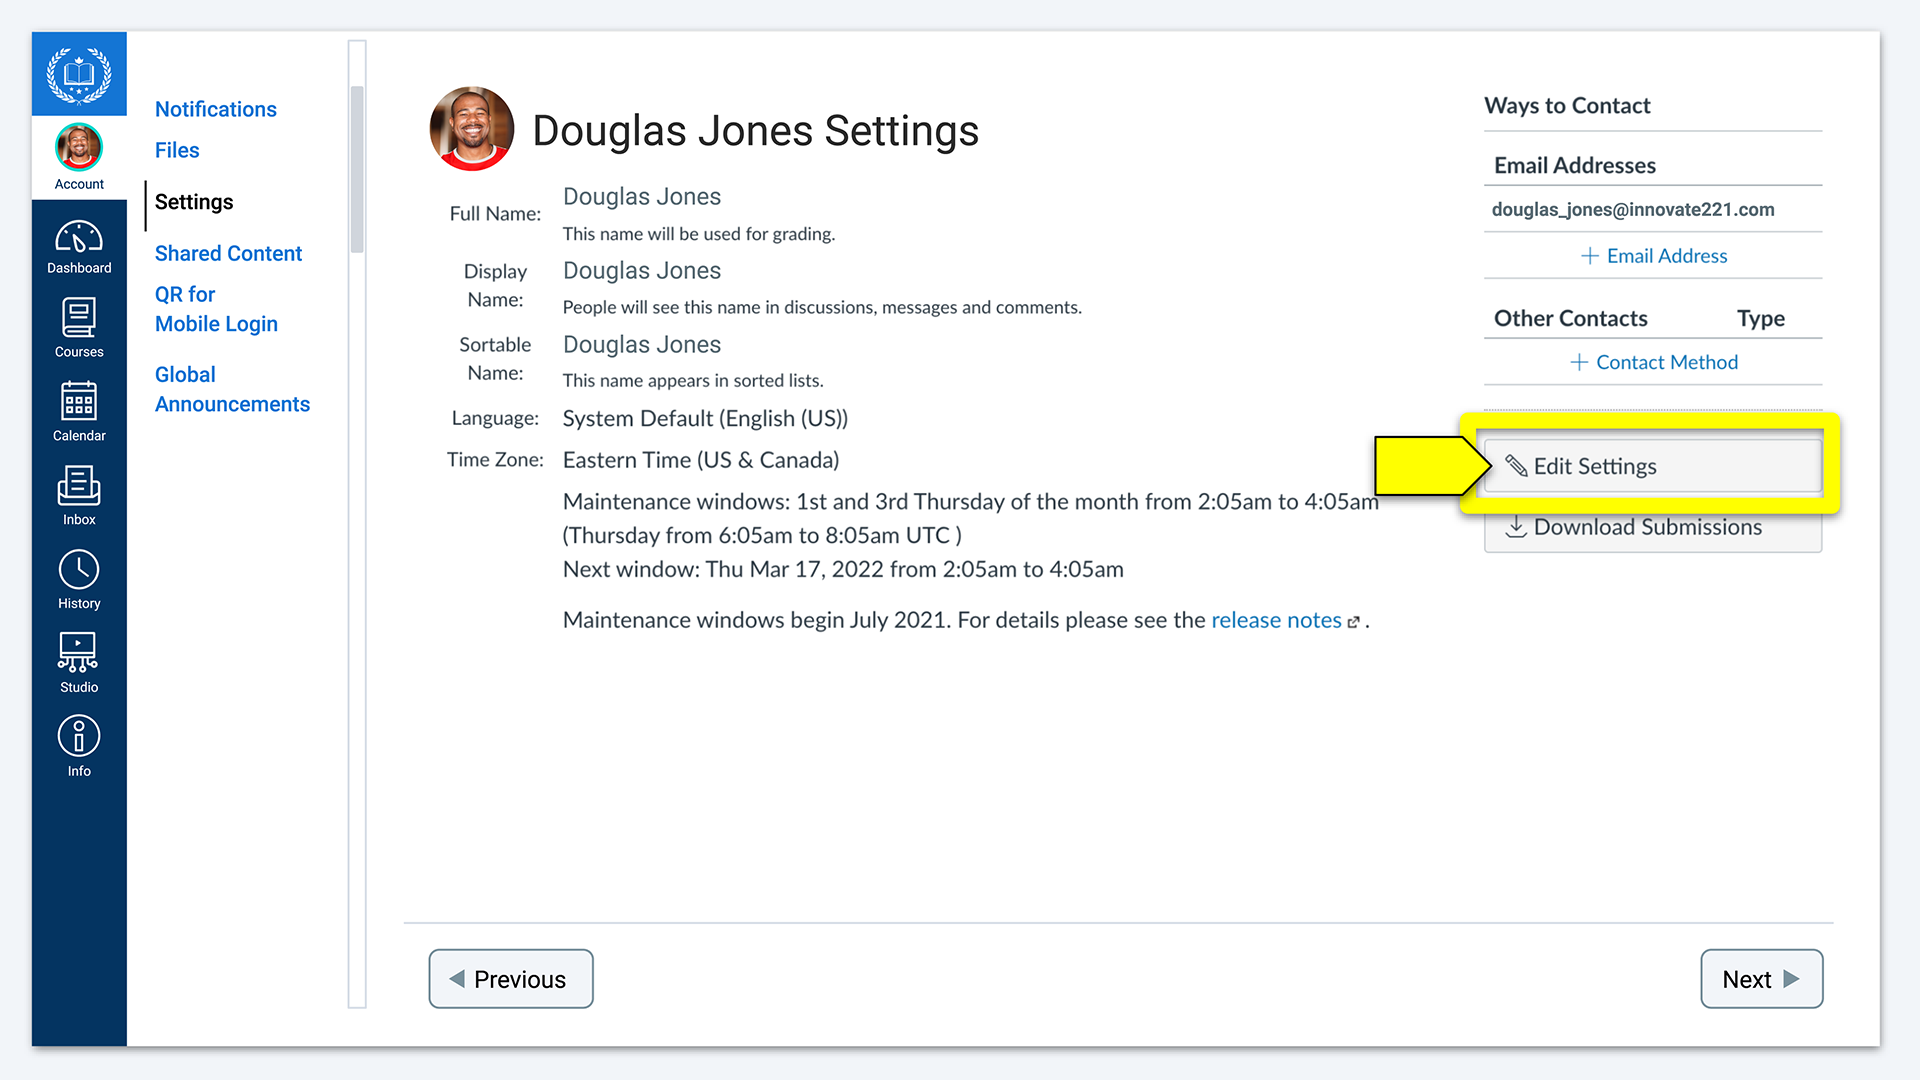 Account
Dashboard
Courses
Calendar
Inbox
History
Studio
Info
Notifications
Files
Settings
Shared Content
QR for
Mobile Login
Global
Announcements
Douglas Jones Settings
Full Name:
Douglas Jones
This name will be used for grading.
Display
Name:
Douglas Jones
People will see this name in discussions, messages and comments.
Sortable
Name:
Douglas Jones
This name appears in sorted lists.
Language:
System Default (English (US))
Time Zone:
Eastern Time (US & Canada)
Maintenance windows: 1st and 3rd Thursday of the month from 2:05am to 4:05am
(Thursday from 6:05am to 8:05am UTC )
Next window: Thu Mar 17, 2022 from 2:05am to 4:05am
Maintenance windows begin July 2021. For details please see the release notes .
Ways to Contact
Email Addresses
douglas_jones@innovate221.com
+ Email Address
Other Contacts Type
+ Contact Method
Edit Settings
Download Submissions
Previous
Next